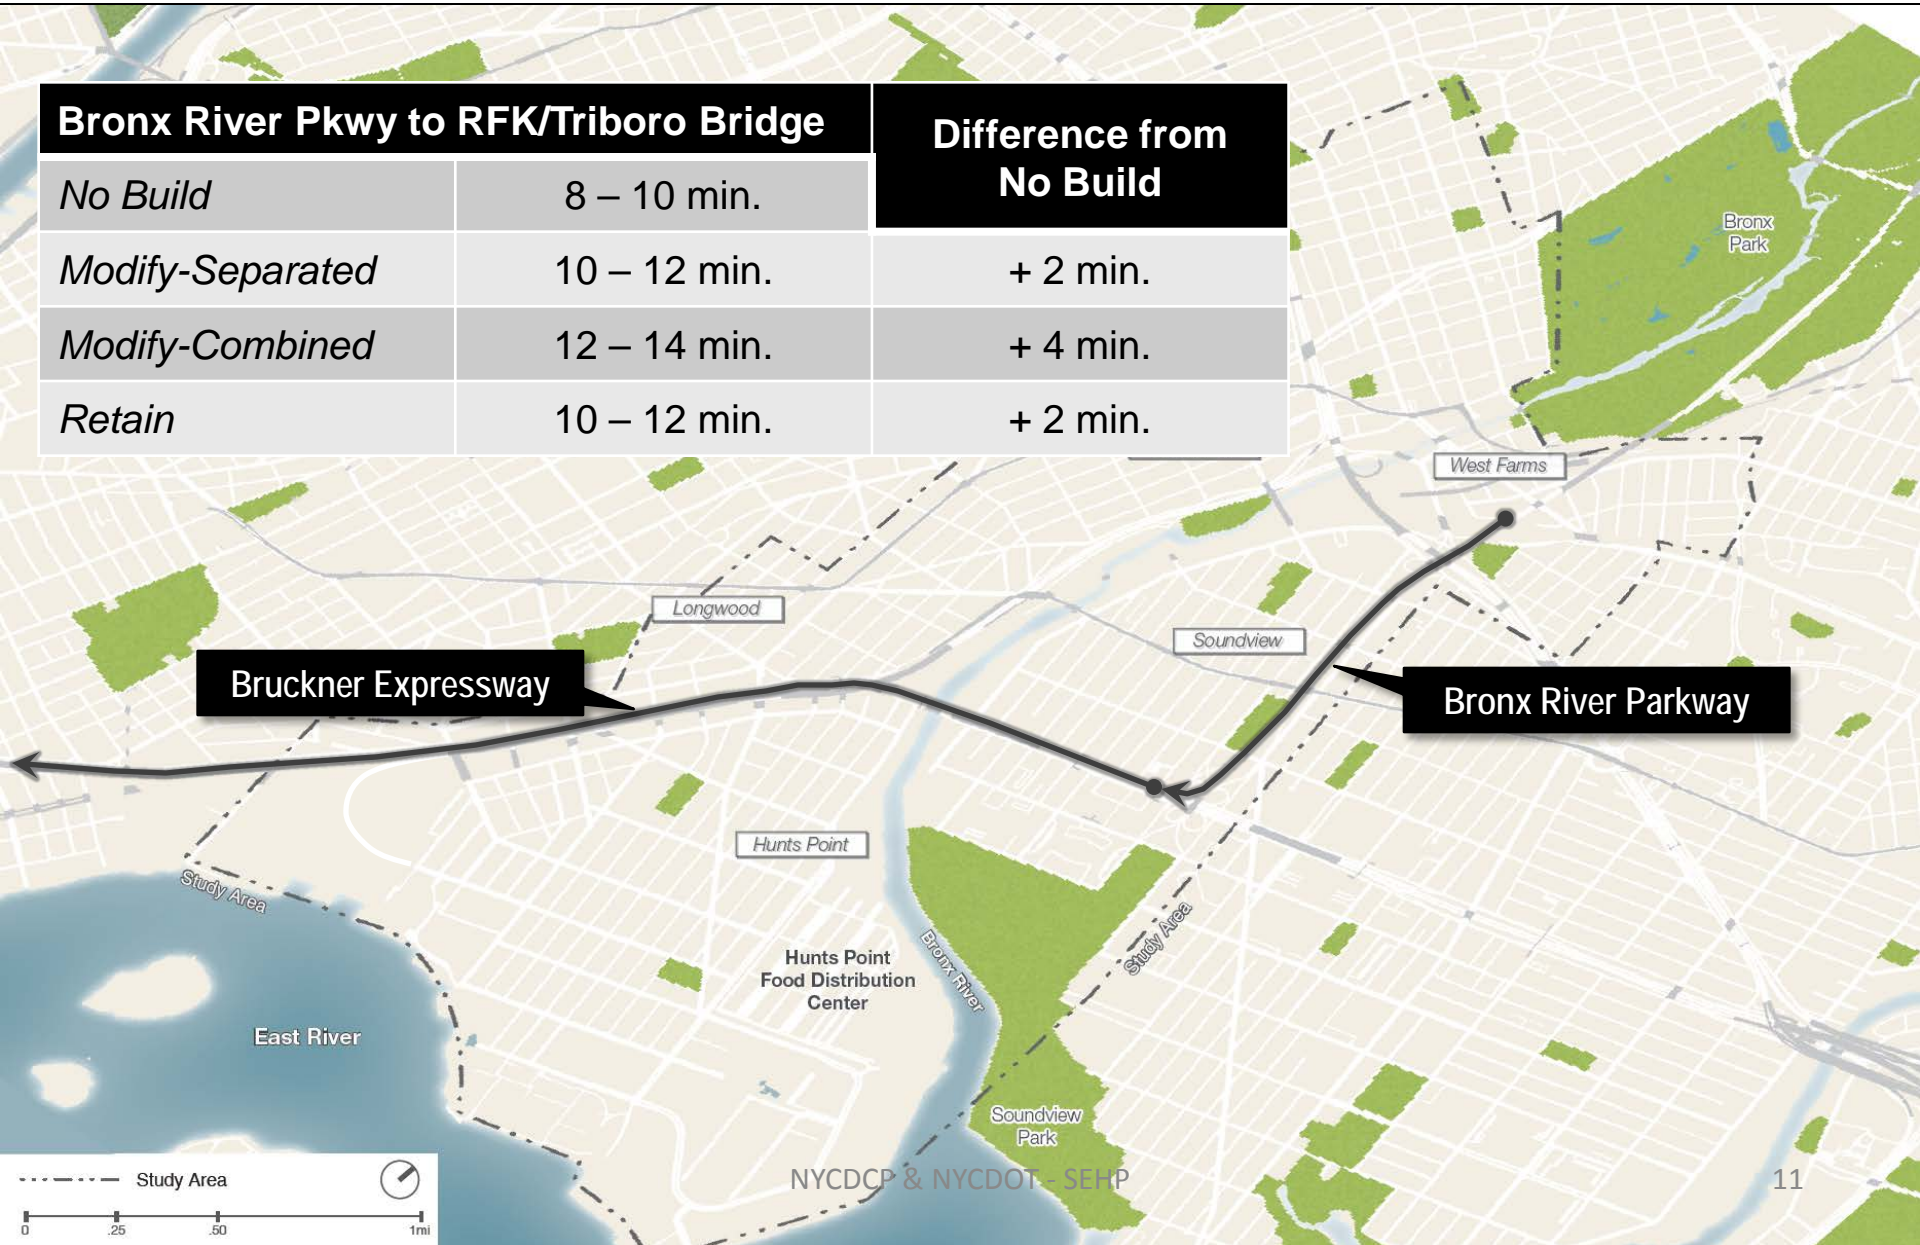 Bronx River Pkwy to RFK/Triboro Bridge
Difference from
No Build
No Build 8 – 10 min.
Modify-Separated 10 – 12 min. + 2 min.
Modify-Combined 12 – 14 min. + 4 min.
Retain 10 – 12 min. + 2 min.
Bronx
Park
West Farms
Longwood
Soundview
Bruckner Expressway
Bronx River Parkway
Hunts Point
Study Area
Study Area
Bronx River
Hunts Point
Food Distribution
Center
East River
Soundview
Park
Study Area
0 .25 .50 1mi
NYCDCP & NYCDOT - SEHP
11